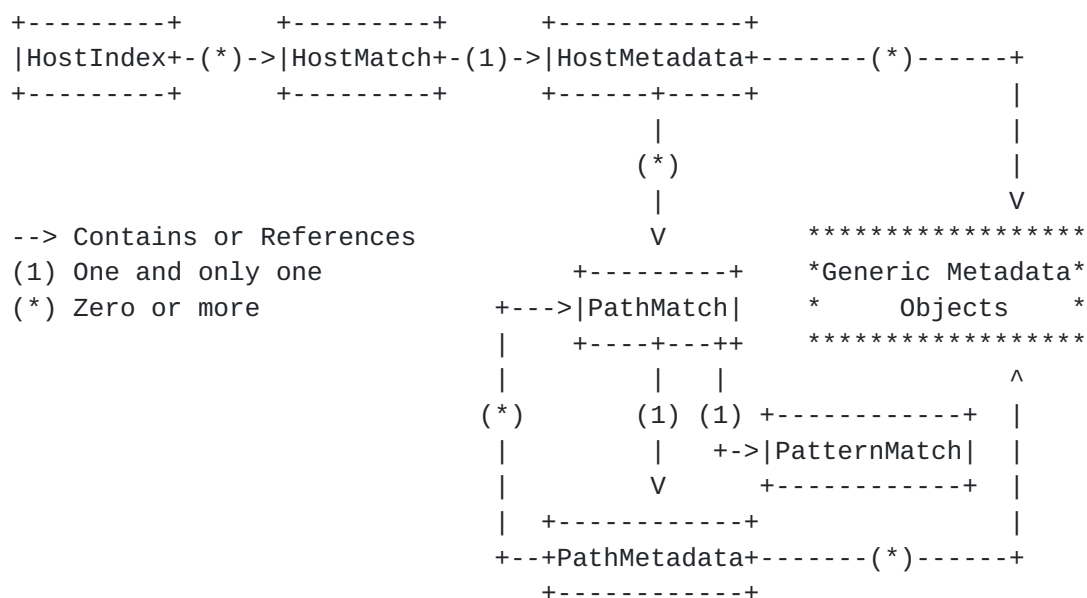 +---------+      +---------+      +------------+
|HostIndex+-(*)->|HostMatch+-(1)->|HostMetadata+-------(*)------+
+---------+      +---------+      +------+-----+                |
                                         |                      |
                                        (*)                     |
                                         |                      V
--> Contains or References               V         ******************
(1) One and only one                +---------+    *Generic Metadata*
(*) Zero or more               +--->|PathMatch|    *     Objects    *
                               |    +----+---++    ******************
                               |         |   |                  ^
                              (*)       (1) (1) +------------+  |
                               |         |   +->|PatternMatch|  |
                               |         V      +------------+  |
                               |  +------------+                |
                               +--+PathMetadata+-------(*)------+
                                  +------------+